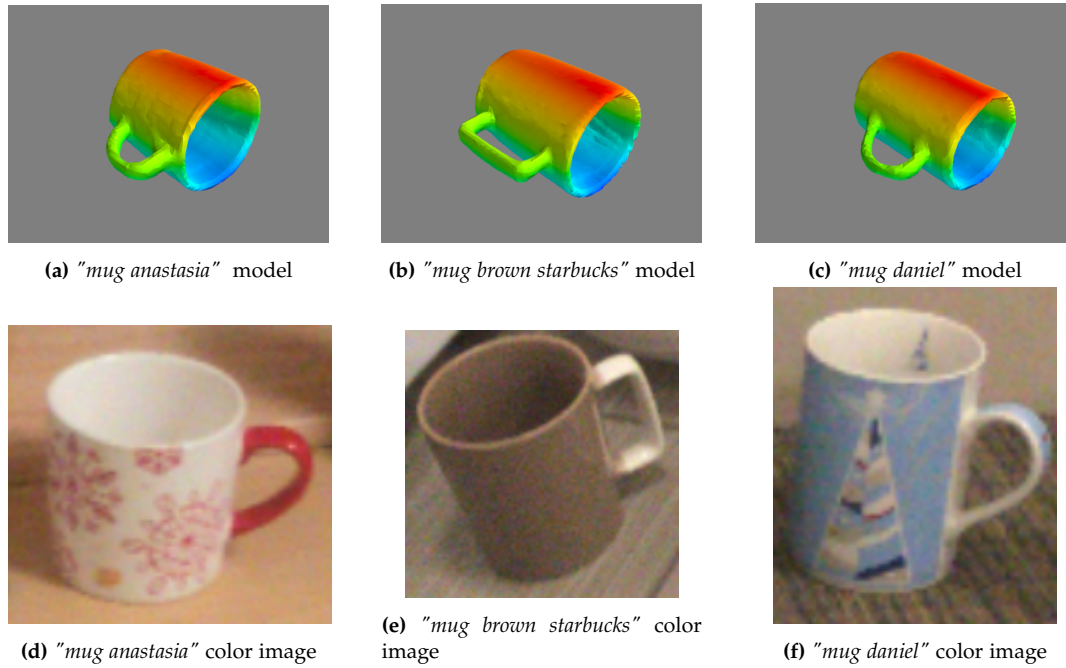 (a) "mug anastasia" model
(b) "mug brown starbucks" model
(c) "mug daniel" model
(d) "mug anastasia" color image
(e) "mug brown starbucks" color
image
(f) "mug daniel" color image